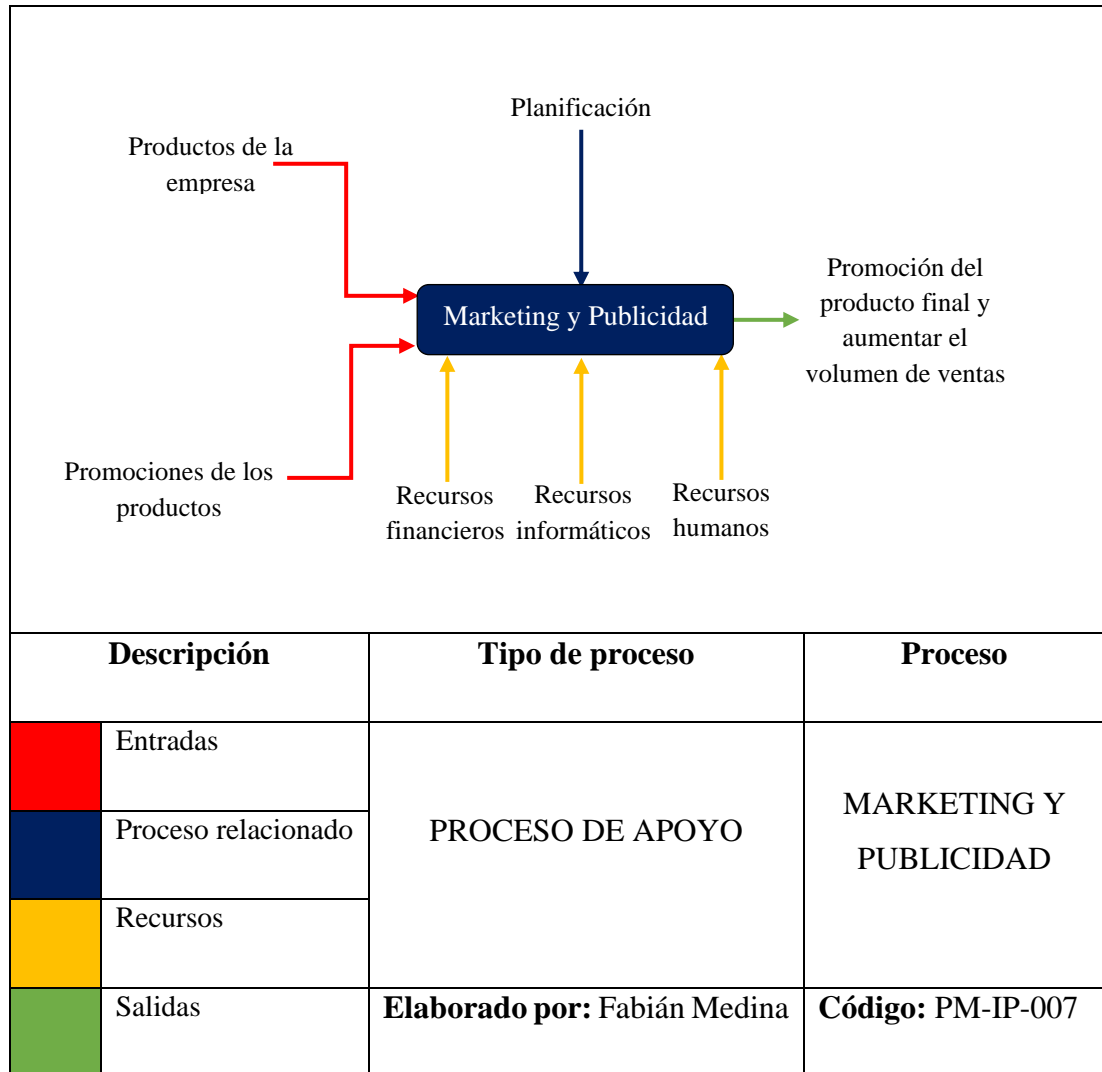 Planificación
Productos de la
empresa
Marketing y Publicidad
Promoción del
producto final y
aumentar el
volumen de ventas
Promociones de los
productos
Recursos
financieros
Recursos
informáticos
Recursos
humanos
Descripción
Tipo de proceso
Proceso
Entradas
Proceso relacionado
Recursos
Salidas
PROCESO DE APOYO
MARKETING Y
PUBLICIDAD
Elaborado por: Fabián Medina
Código: PM-IP-007